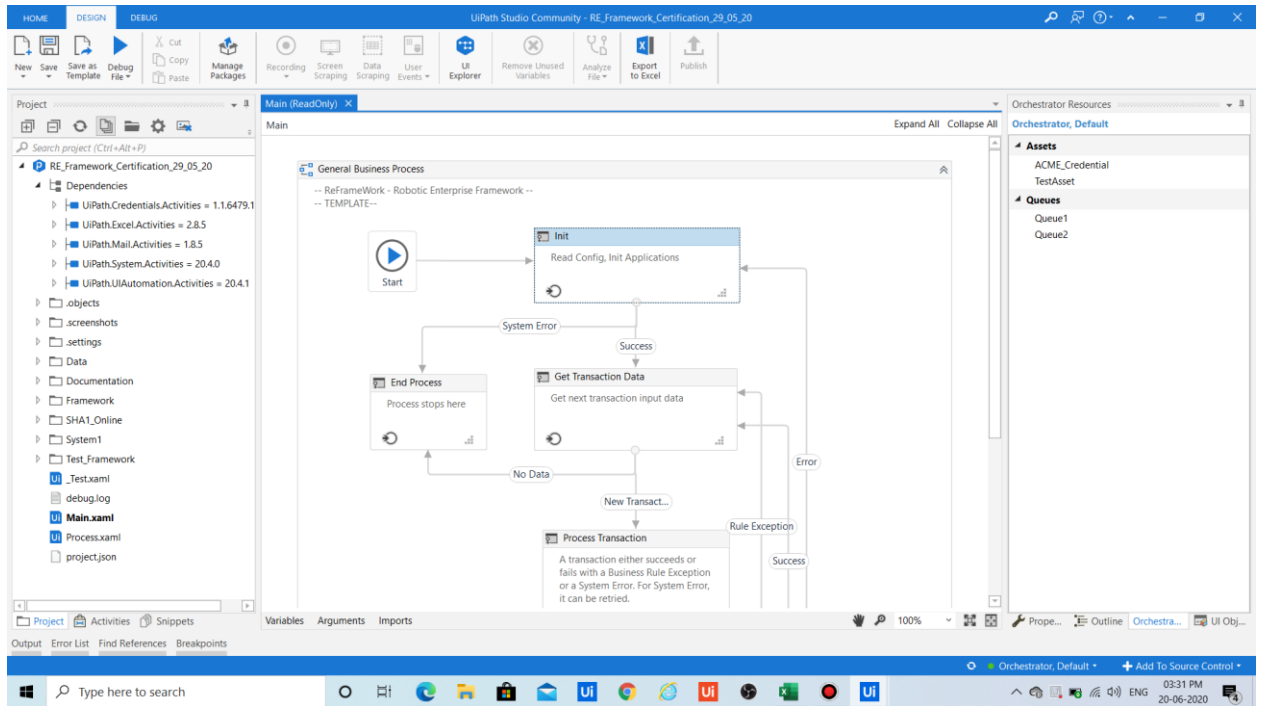 HOME DESIGN DEBUG
UiPath Studio Community - RE_Framework_Certification_29_05_20
New Save Save as Template Debug File
Cut
Copy
Paste
Manage Packages
Recording Screen Scraping Data Scraping User Events
UI Explorer
Remove Unused Variables
Analyze File
Export to Excel
Publish
Project
Search project (Ctrl+Alt+P)
RE_Framework_Certification_29_05_20
Dependencies
UiPath.Credentials.Activities = 1.1.6479.1
UiPath.Excel.Activities = 2.8.5
UiPath.Mail.Activities = 1.8.5
UiPath.System.Activities = 20.4.0
UiPath.UIAutomation.Activities = 20.4.1
.objects
.screenshots
.settings
Data
Documentation
Framework
SHA1_Online
System1
Test_Framework
_Test.xaml
debug.log
Main.xaml
Process.xaml
project.json
Project Activities Snippets
Main (ReadOnly)
Main
Expand All Collapse All
General Business Process
-- ReFrameWork - Robotic Enterprise Framework --
-- TEMPLATE--
Start
Init
Read Config, Init Applications
System Error
Success
End Process
Process stops here
Get Transaction Data
Get next transaction input data
No Data
Error
New Transact...
Rule Exception
Success
Process Transaction
A transaction either succeeds or
fails with a Business Rule Exception
or a System Error. For System Error,
it can be retried.
Variables Arguments Imports
100%
Orchestrator Resources
Orchestrator, Default
Assets
ACME_Credential
TestAsset
Queues
Queue1
Queue2
Prope... Outline Orchestra... UI Obj...
Output Error List Find References Breakpoints
Orchestrator, Default
Add To Source Control
Type here to search
Ui
Ui
Ui
ENG
03:31 PM
20-06-2020
4